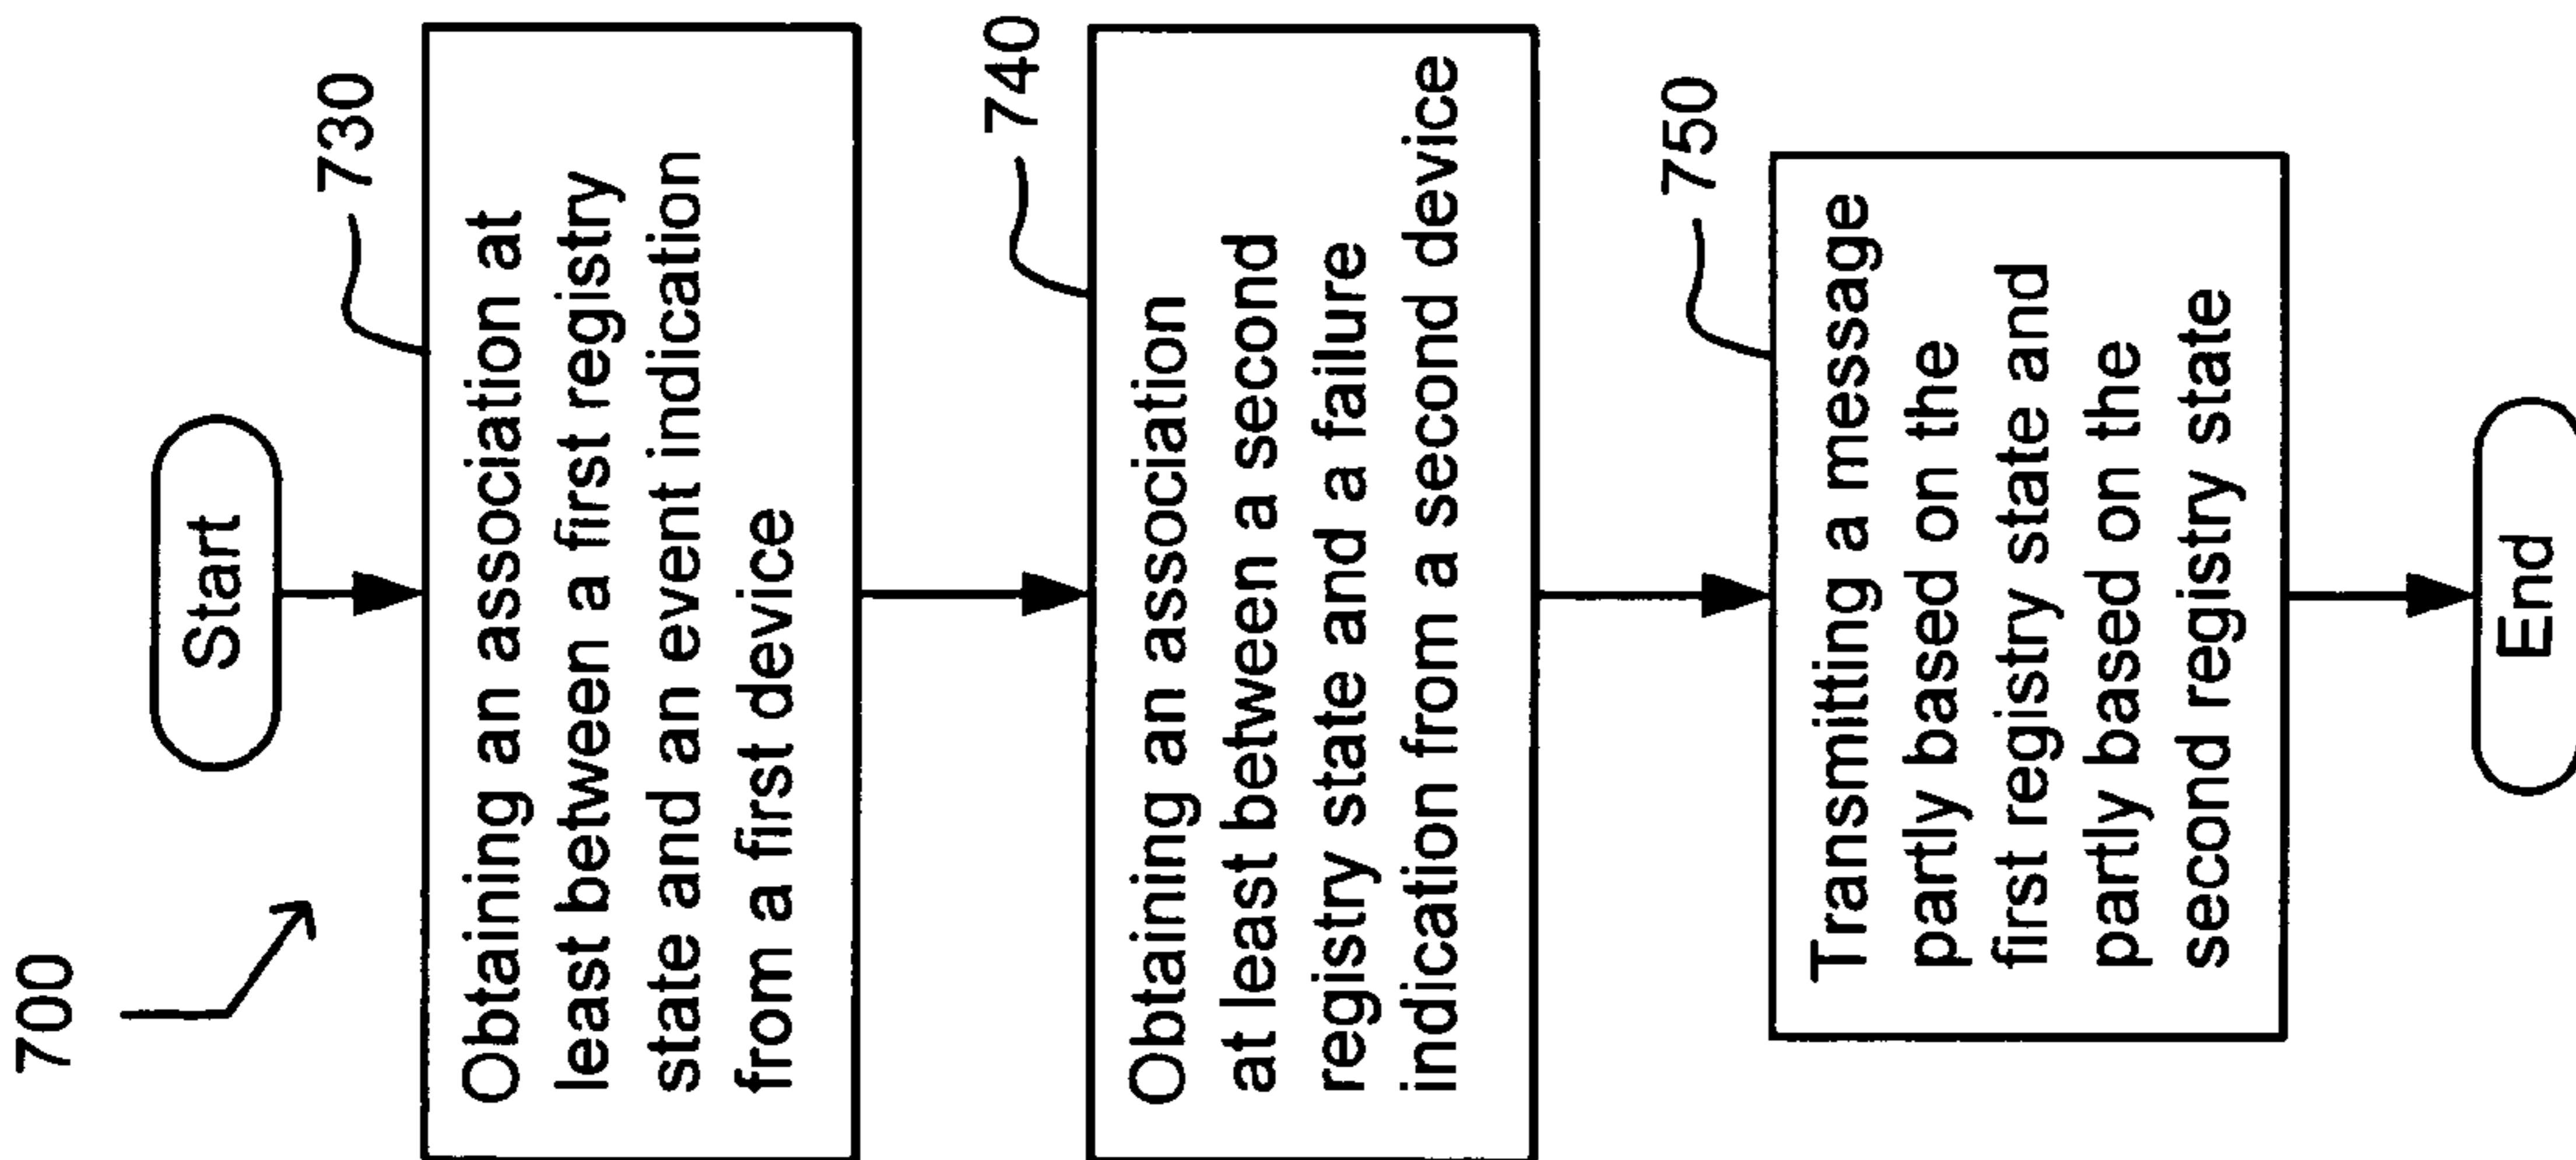 700
Start
730
Obtaining an association at
least between a first registry
state and an event indication
from a first device
740
Obtaining an association
at least between a second
registry state and a failure
indication from a second device
750
Transmitting a message
partly based on the
first registry state and
partly based on the
second registry state
End